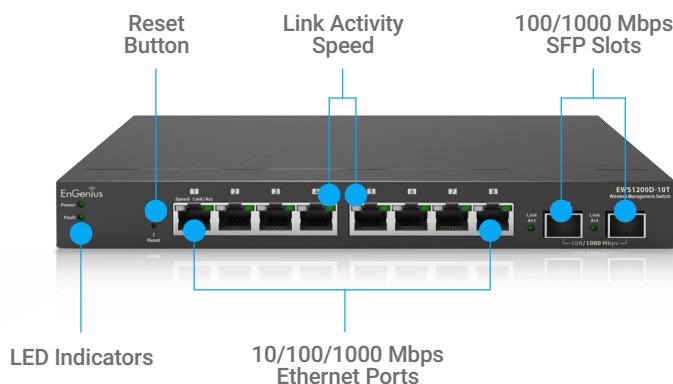 Reset
Button
Link Activity
Speed
100/1000 Mbps
SFP Slots
EnGenius
Power
Fault
Reset
1
2
3
4
5
6
7
8
Speed Link/Act
EWS1200D-10T
Wireless Management Switch
Link
Act
Link
Act
100/1000 Mbps
LED Indicators
10/100/1000 Mbps
Ethernet Ports